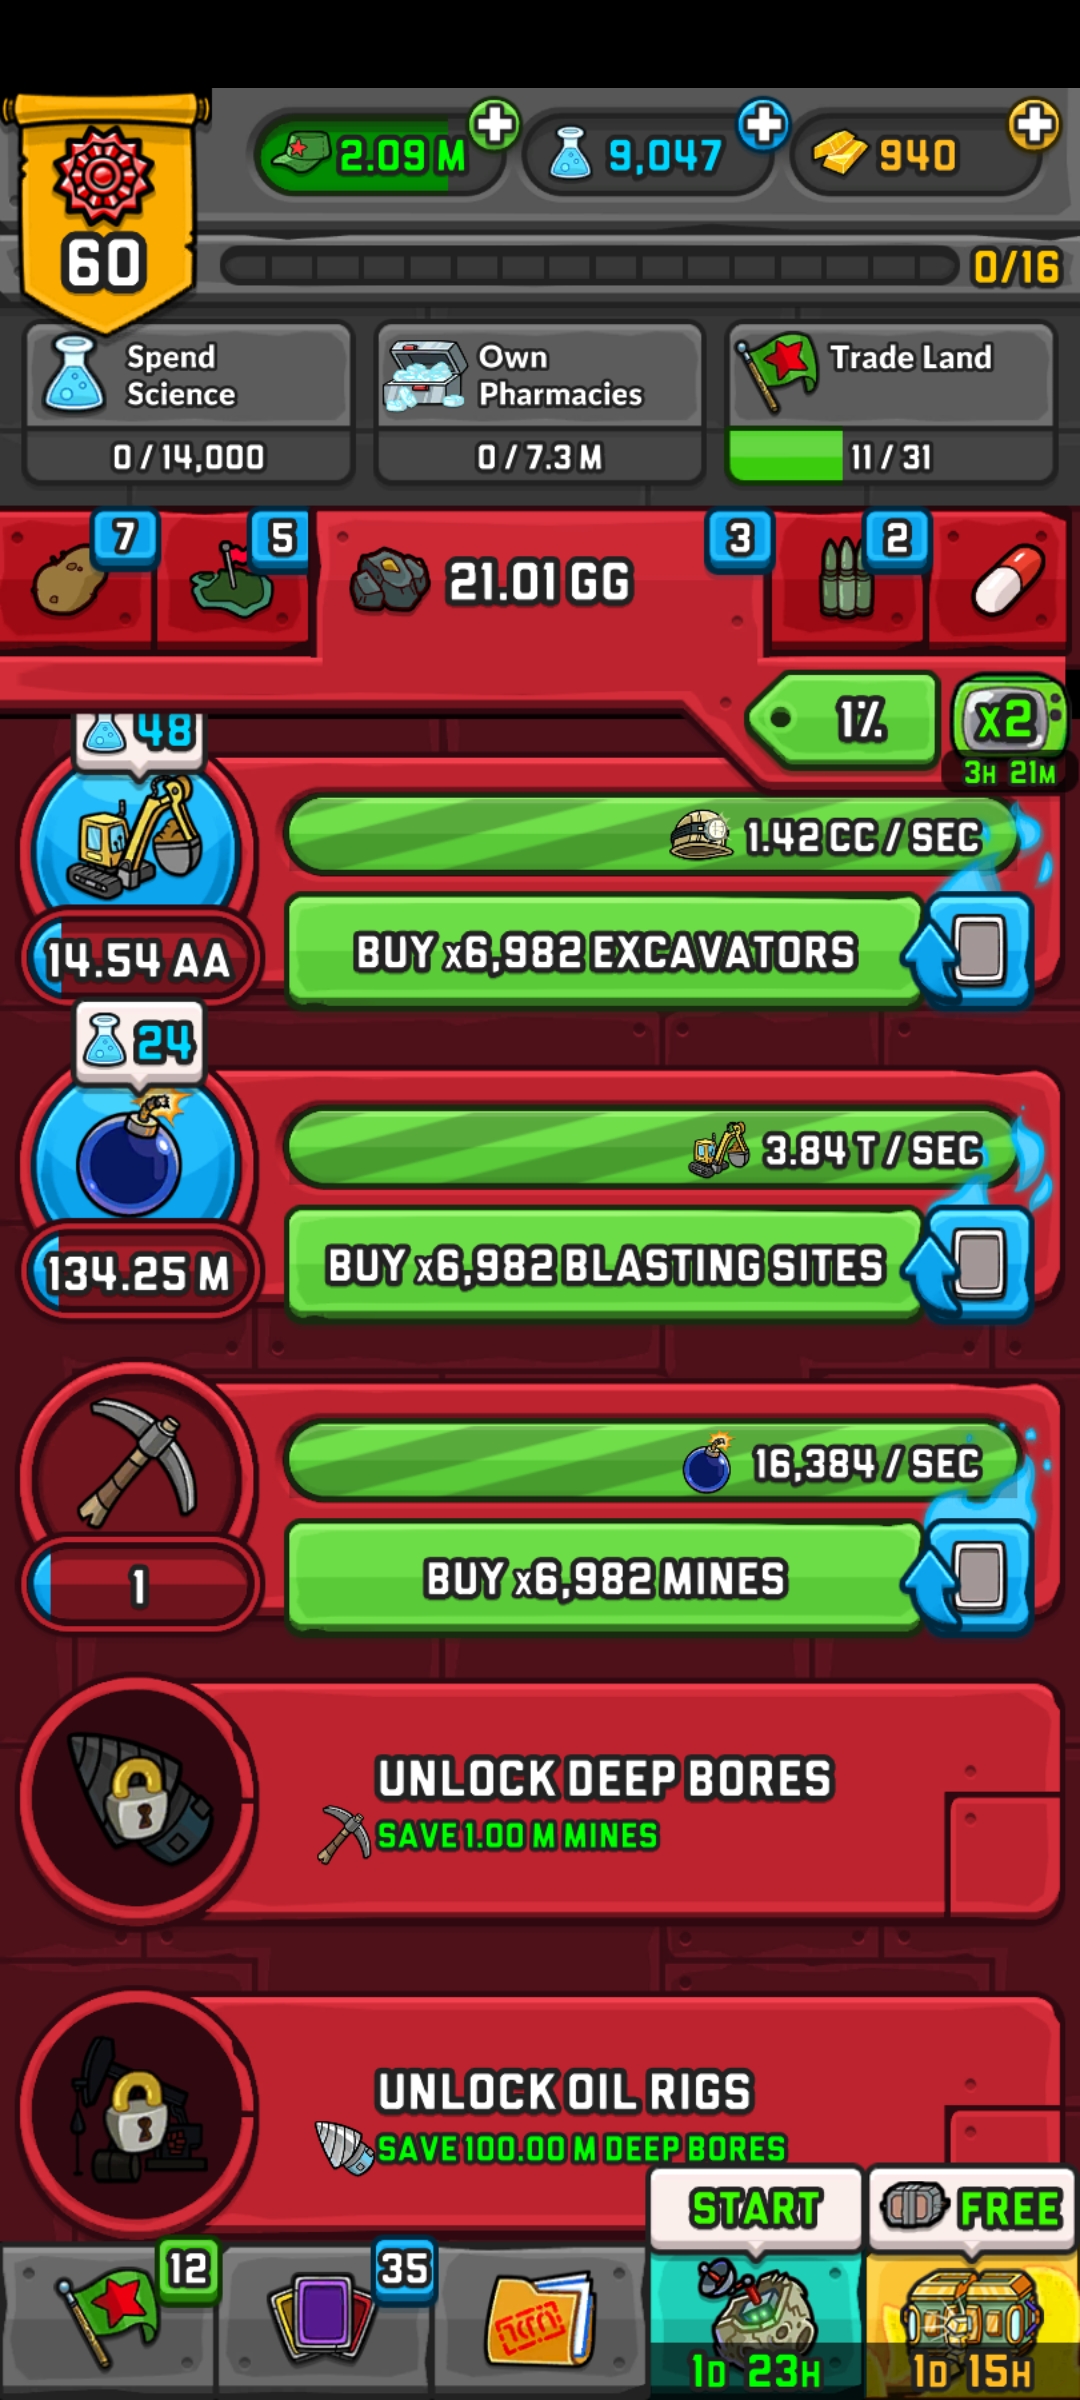 2.09 M
9,047
940
60
0/16
Spend
Science
0 / 14,000
Own
Pharmacies
0 / 7.3 M
Trade Land
11 / 31
7
5
21.01 GG
3
2
1%
x2
3H 21M
48
1.42 CC / SEC
14.54 AA
BUY x6,982 EXCAVATORS
24
3.84 T / SEC
134.25 M
BUY x6,982 BLASTING SITES
16,384 / SEC
1
BUY x6,982 MINES
UNLOCK DEEP BORES
SAVE 1.00 M MINES
UNLOCK OIL RIGS
SAVE 100.00 M DEEP BORES
START
FREE
12
35
1D 23H
1D 15H